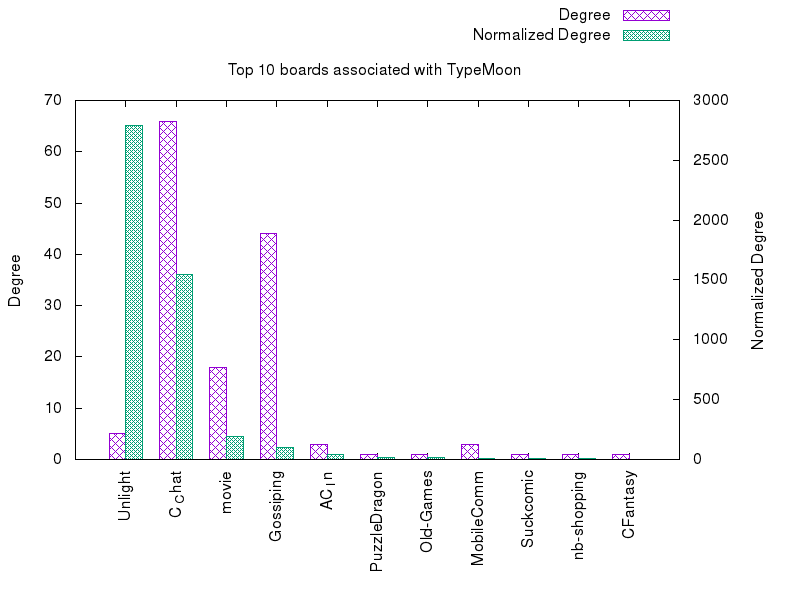 Degree
Normalized Degree
Top 10 boards associated with TypeMoon
70
60
50
40
30
20
10
0
Degree
3000
2500
2000
1500
1000
500
0
Normalized Degree
Unlight
C_Chat
movie
Gossiping
AC_In
PuzzleDragon
Old-Games
MobileComm
Suckcomic
nb-shopping
CFantasy